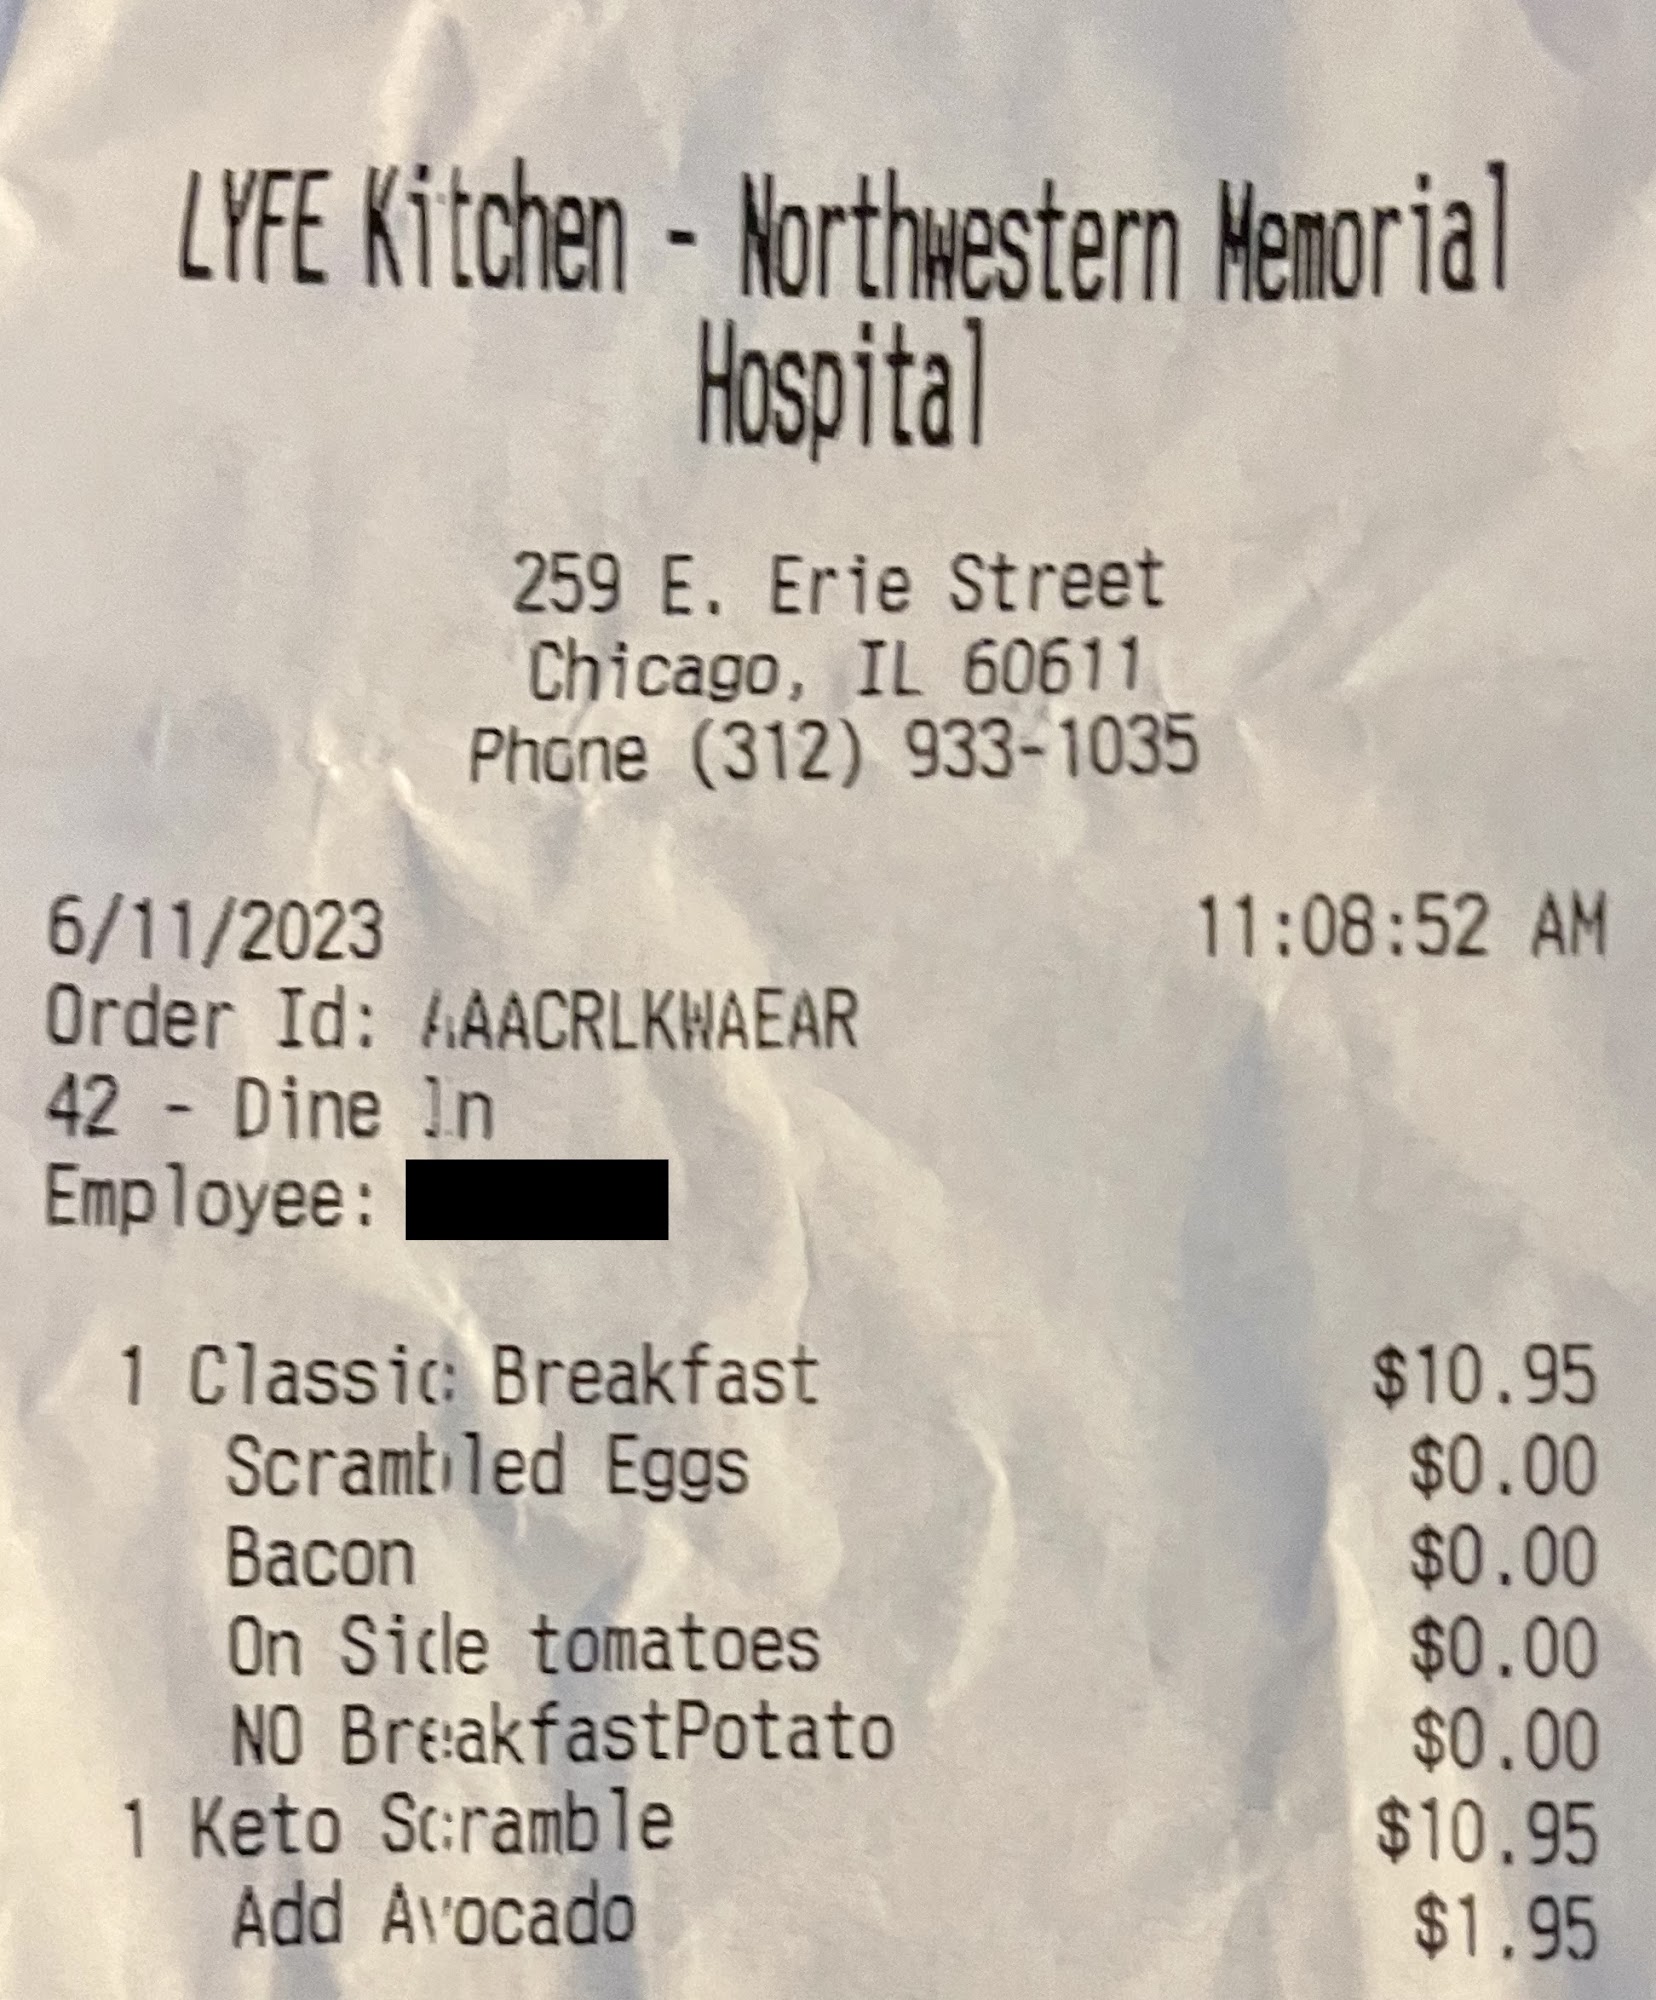 LYFE Kitchen - Northwestern Memorial
Hospital
259 E. Erie Street
Chicago, IL 60611
Phone (312) 933-1035
6/11/2023 11:08:52 AM
Order Id: AAACRLKWAEAR
42 - Dine In
Employee:
1 Classic Breakfast $10.95
Scrambled Eggs $0.00
Bacon $0.00
On Side tomatoes $0.00
NO BreakfastPotato $0.00
1 Keto Scramble $10.95
Add Avocado $1.95